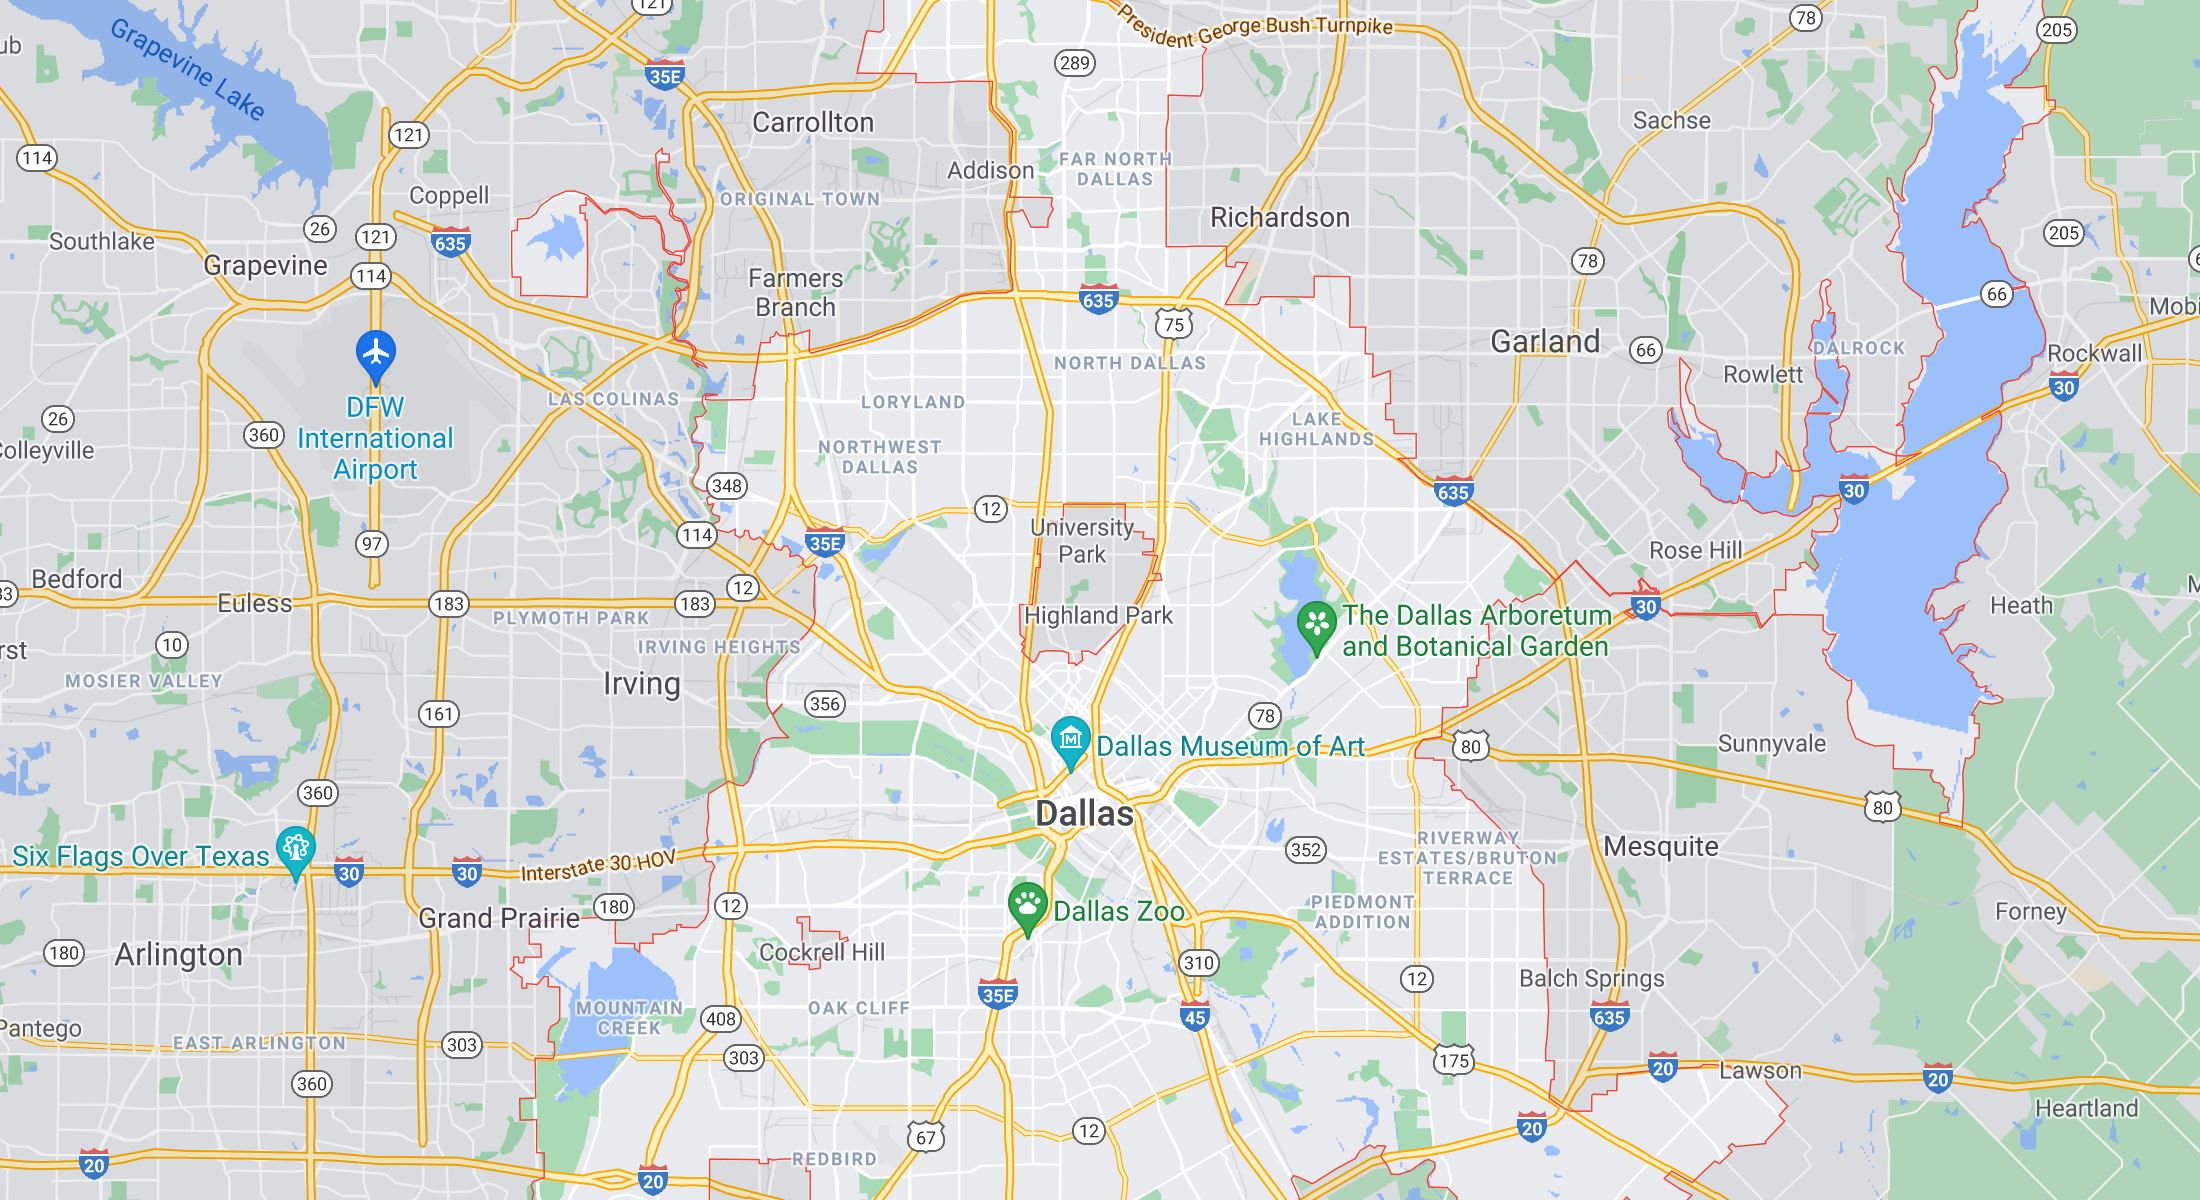 121
President George Bush Turnpike
78
205
Grapevine Lake
ub
289
35E
Sachse
Carrollton
121
114
Addison
FAR NORTH
DALLAS
Coppell
ORIGINAL TOWN
Richardson
26
121
635
205
Southlake
Grapevine
114
78
Farmers
Branch
635
66
Mobi
75
Garland
66
DALROCK
Rockwall
NORTH DALLAS
Rowlett
30
DFW
International
Airport
LAS COLINAS
LORYLAND
26
360
LAKE
HIGHLANDS
olleyville
NORTHWEST
DALLAS
348
635
30
12
University
Park
114
35E
97
Rose Hill
Bedford
12
33
Euless
183
PLYMOTH PARK
183
Highland Park
The Dallas Arboretum
and Botanical Garden
30
Heath
10
rst
IRVING HEIGHTS
MOSIER VALLEY
Irving
356
161
78
Dallas Museum of Art
80
Sunnyvale
360
Dallas
80
Six Flags Over Texas
30
30
Interstate 30 HOV
352
RIVERWAY
ESTATES/BRUTON
TERRACE
Mesquite
Grand Prairie
180
12
Dallas Zoo
PIEDMONT
ADDITION
Forney
180
Arlington
Cockrell Hill
310
12
Balch Springs
35E
MOUNTAIN
CREEK
OAK CLIFF
408
45
635
Pantego
EAST ARLINGTON
303
303
175
20
Lawson
20
360
Heartland
67
12
20
20
REDBIRD
20